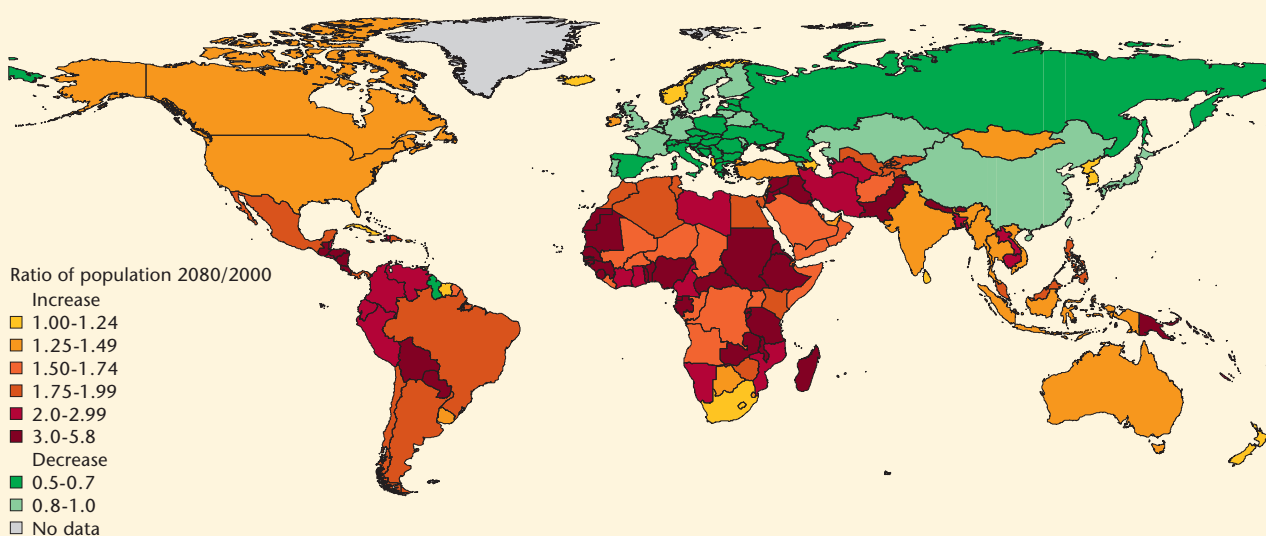 Ratio of population 2080/2000
Increase
1.00-1.24
1.25-1.49
1.50-1.74
1.75-1.99
2.0-2.99
3.0-5.8
Decrease
0.5-0.7
0.8-1.0
No data